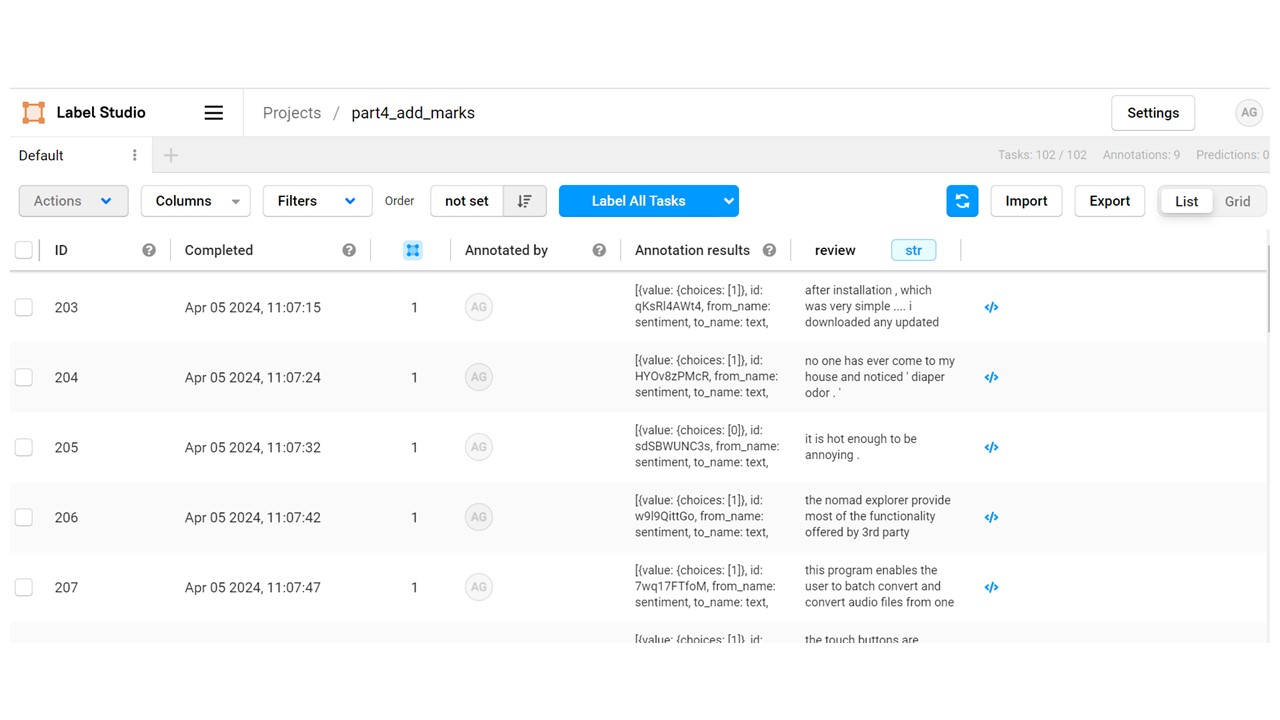 Label Studio
Projects / part4_add_marks
Settings
AG
Default
Tasks: 102 / 102 Annotations: 9 Predictions: 0
Actions
Columns
Filters
Order
not set
Label All Tasks
Import
Export
List
Grid
ID
Completed
Annotated by
Annotation results
review
str
203
Apr 05 2024, 11:07:15
1
AG
[{value: {choices: [1]}, id:
qKsRl4AWt4, from_name:
sentiment, to_name: text,
after installation , which
was very simple .... i
downloaded any updated
204
Apr 05 2024, 11:07:24
1
AG
[{value: {choices: [1]}, id:
HYOv8zPMcR, from_name:
sentiment, to_name: text,
no one has ever come to my
house and noticed ' diaper
odor . '
205
Apr 05 2024, 11:07:32
1
AG
[{value: {choices: [0]}, id:
sdSBWUNC3s, from_name:
sentiment, to_name: text,
it is hot enough to be
annoying .
206
Apr 05 2024, 11:07:42
1
AG
[{value: {choices: [1]}, id:
w9l9QittGo, from_name:
sentiment, to_name: text,
the nomad explorer provide
most of the functionality
offered by 3rd party
207
Apr 05 2024, 11:07:47
1
AG
[{value: {choices: [1]}, id:
7wq17FTfoM, from_name:
sentiment, to_name: text,
this program enables the
user to batch convert and
convert audio files from one
[{value: {choices: [1]}, id:
the touch buttons are